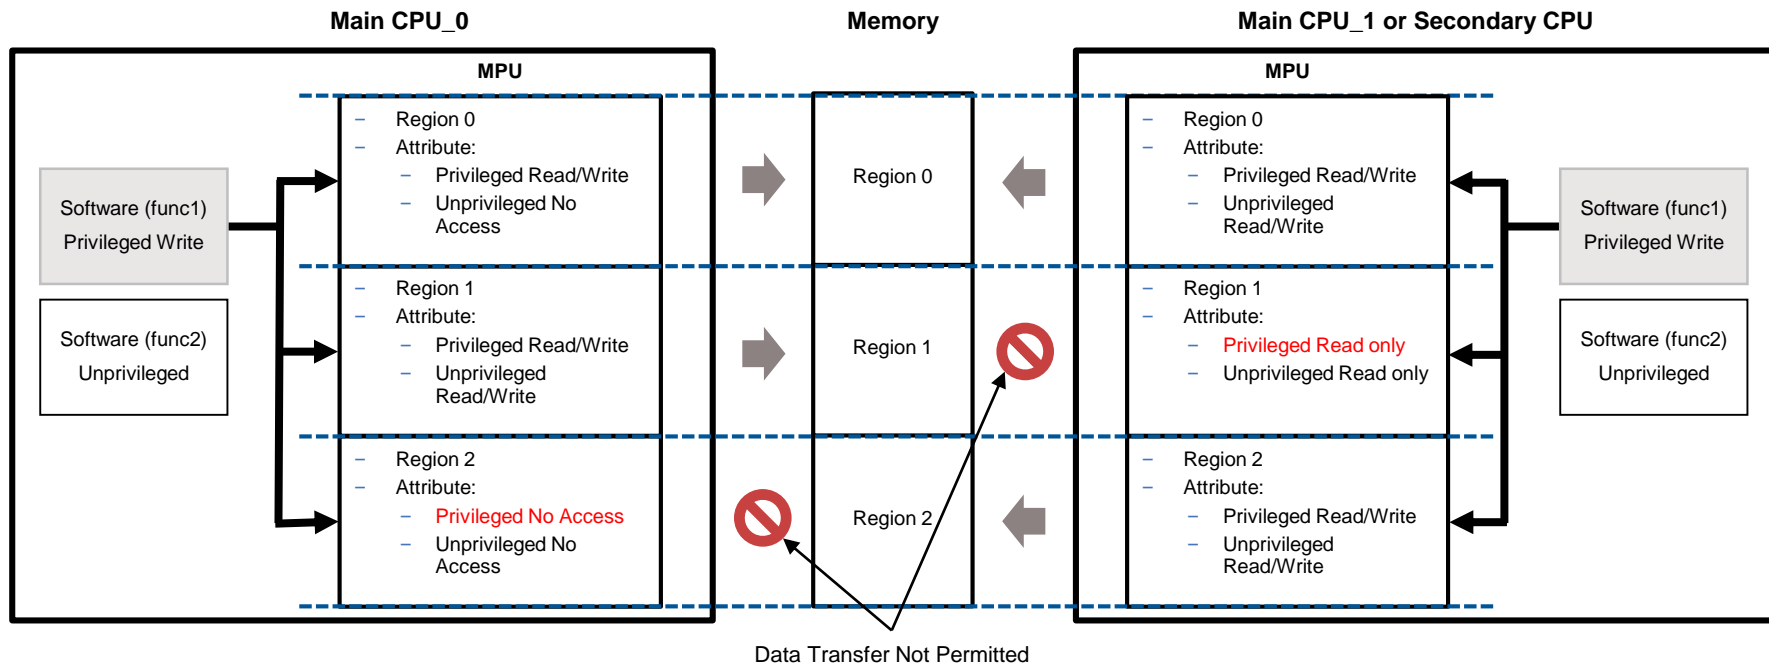 Main CPU_0
Memory
Main CPU_1 or Secondary CPU
MPU
– Region 0
– Attribute:
– Privileged Read/Write
– Unprivileged No
Access
– Region 1
– Attribute:
– Privileged Read/Write
– Unprivileged
Read/Write
– Region 2
– Attribute:
– Privileged No Access
– Unprivileged No
Access
Software (func1)
Privileged Write
Software (func2)
Unprivileged
Region 0
Region 1
Region 2
MPU
– Region 0
– Attribute:
– Privileged Read/Write
– Unprivileged
Read/Write
– Region 1
– Attribute:
– Privileged Read only
– Unprivileged Read only
– Region 2
– Attribute:
– Privileged Read/Write
– Unprivileged
Read/Write
Software (func1)
Privileged Write
Software (func2)
Unprivileged
Data Transfer Not Permitted